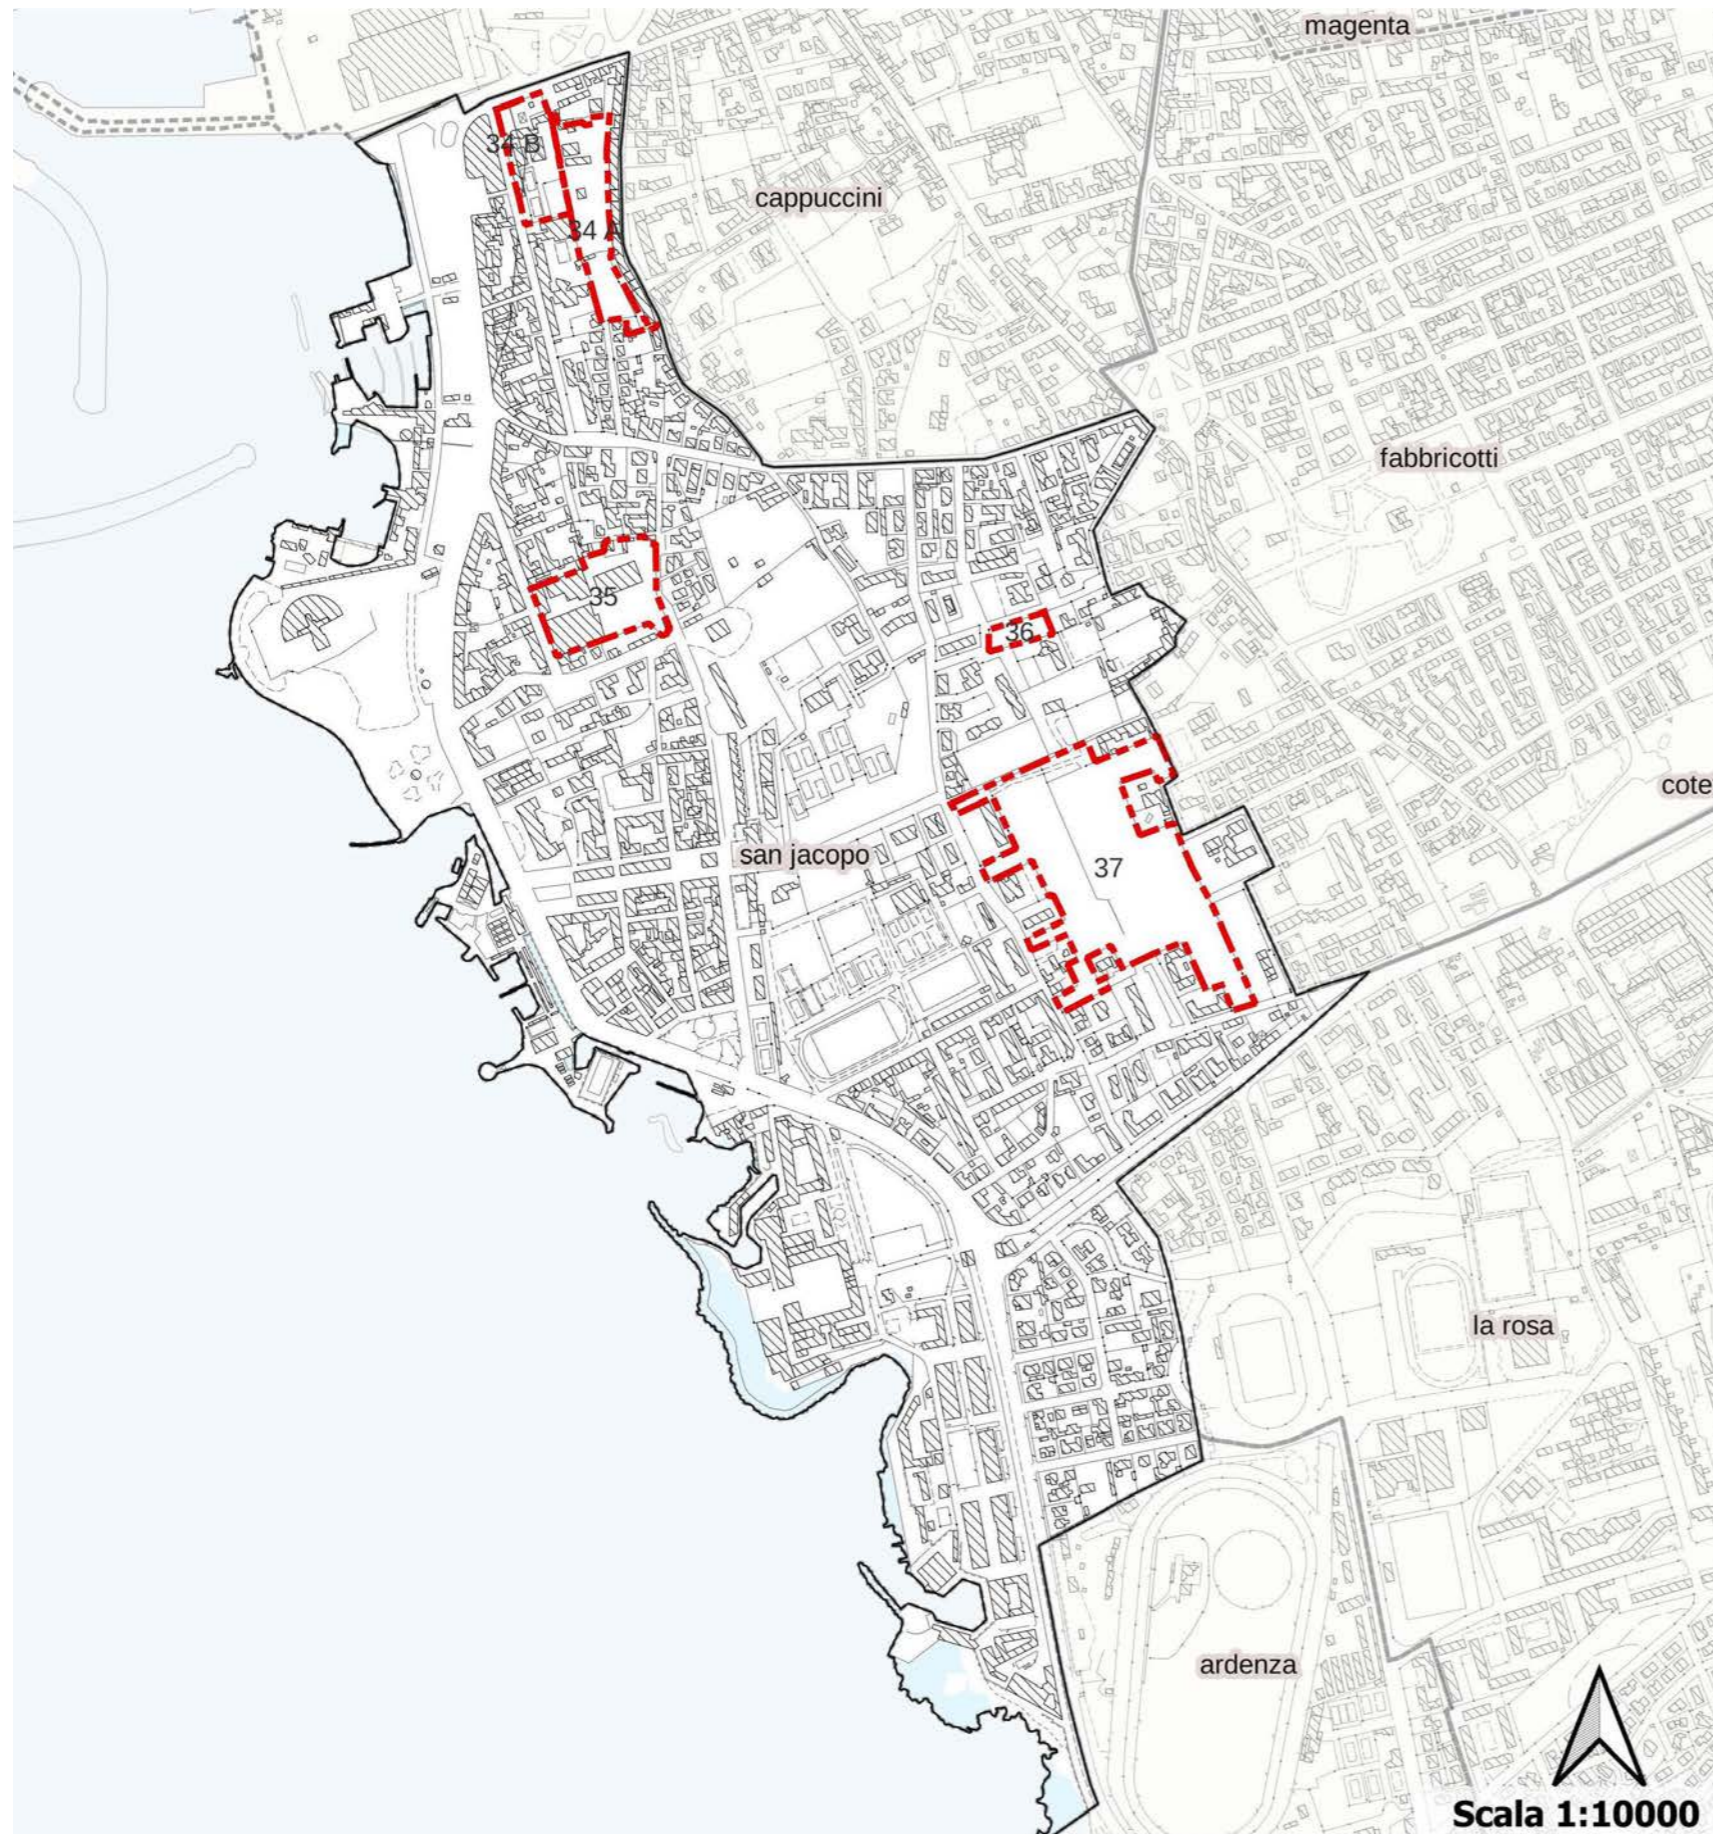 magenta
34 B
cappuccini
34 A
fabbricotti
35
36
cote
san jacopo
37
la rosa
ardenza
Scala 1:10000